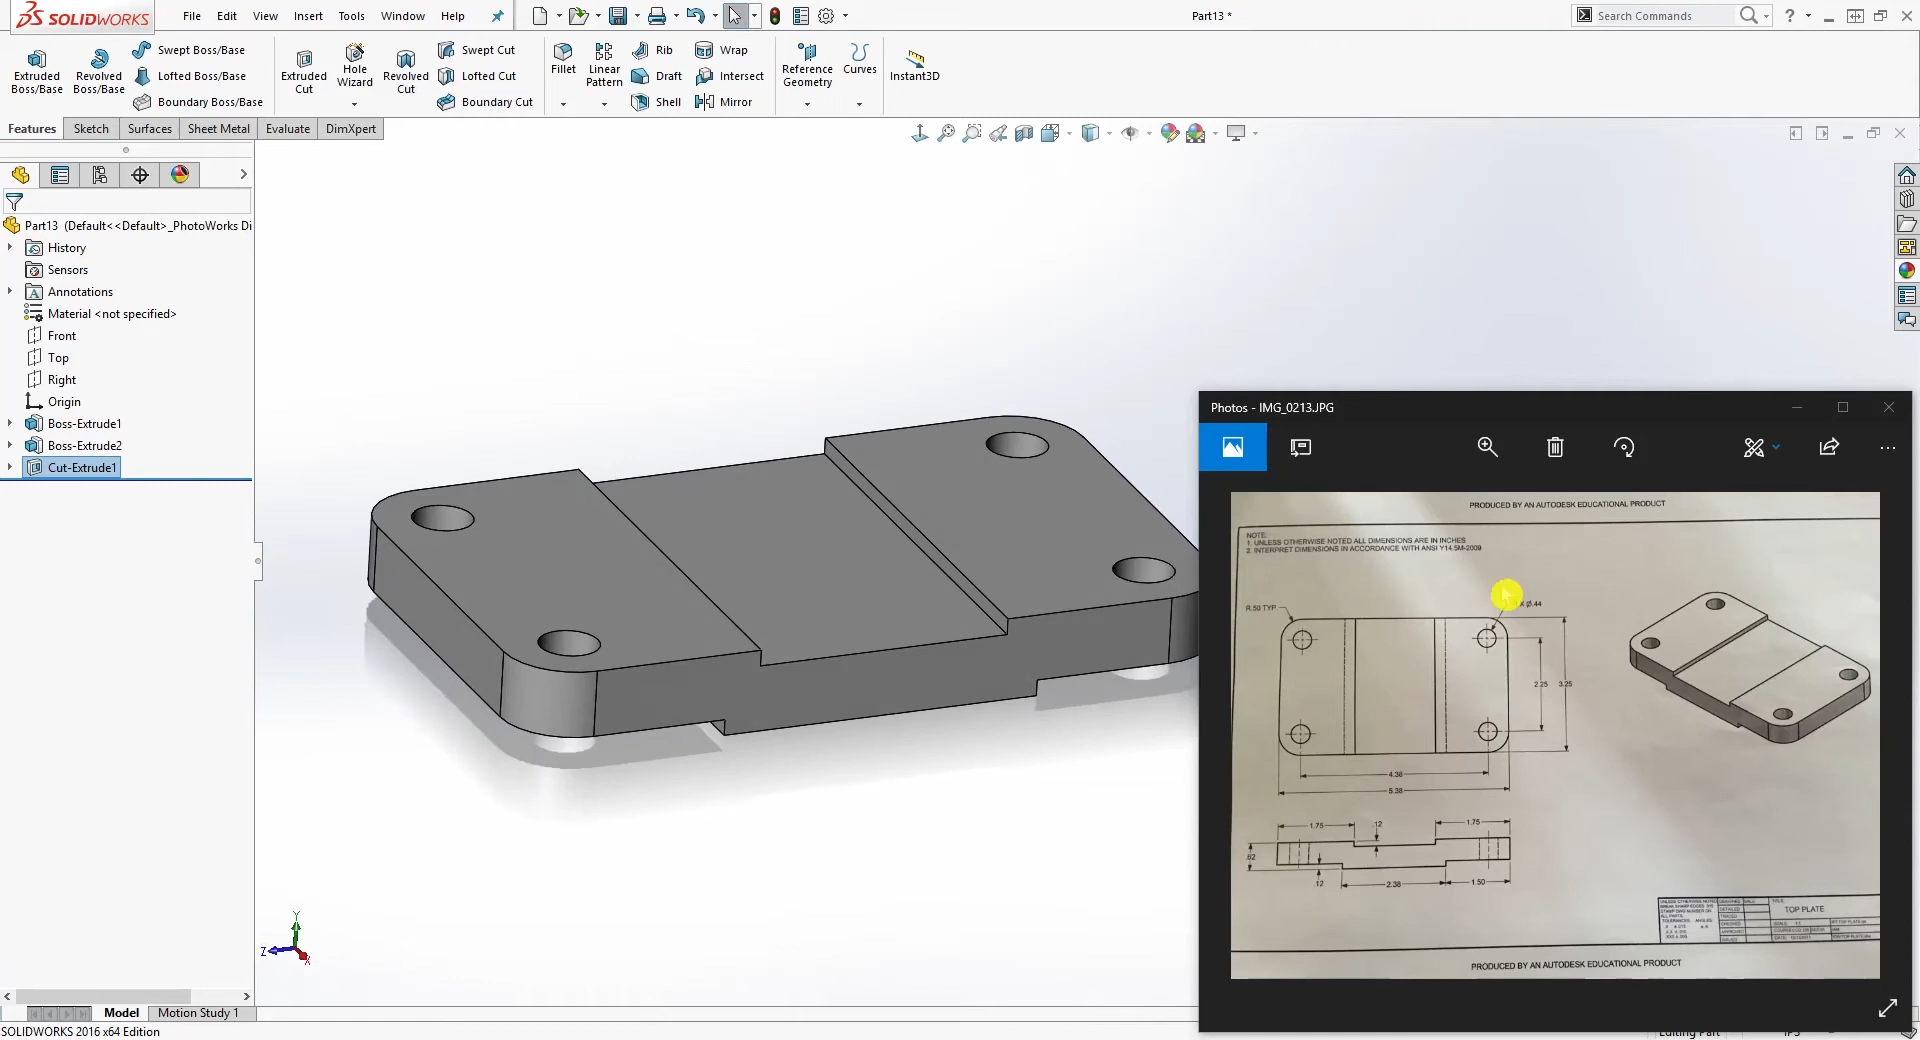 SOLIDWORKS
File Edit View Insert Tools Window Help
Part13 *
Search Commands
Extruded Boss/Base
Revolved Boss/Base
Swept Boss/Base
Lofted Boss/Base
Boundary Boss/Base
Extruded Cut
Hole Wizard
Revolved Cut
Swept Cut
Lofted Cut
Boundary Cut
Fillet
Linear Pattern
Rib
Draft
Shell
Wrap
Intersect
Mirror
Reference Geometry
Curves
Instant3D
Features Sketch Surfaces Sheet Metal Evaluate DimXpert
Part13 (Default<<Default>_PhotoWorks Di
History
Sensors
Annotations
Material <not specified>
Front
Top
Right
Origin
Boss-Extrude1
Boss-Extrude2
Cut-Extrude1
Y
Z
X
Photos - IMG_0213.JPG
PRODUCED BY AN AUTODESK EDUCATIONAL PRODUCT
NOTE:
1. UNLESS OTHERWISE NOTED ALL DIMENSIONS ARE IN INCHES
2. INTERPRET DIMENSIONS IN ACCORDANCE WITH ANSI Y14.5M-2009
R.50 TYP.
X Ø.44
2.25 3.25
4.38
5.38
1.75 .12 1.75
.62
.12 2.38 1.50
TOP PLATE
PRODUCED BY AN AUTODESK EDUCATIONAL PRODUCT
Model Motion Study 1
SOLIDWORKS 2016 x64 Edition
Editing Part